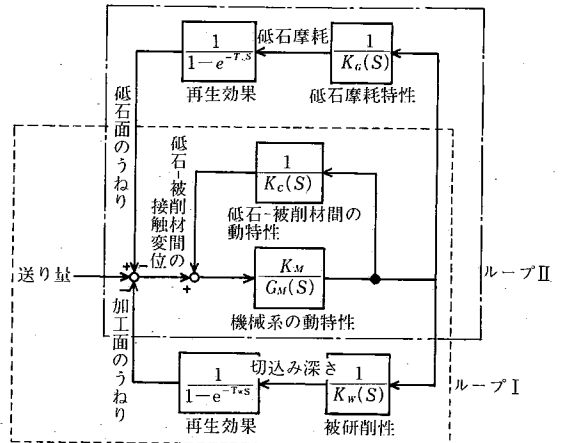 1
1−e^−T.S
再生効果
砥石摩耗
1
K_G(S)
砥石摩耗特性
砥石面のうねり
砥石-被削材間の
接触変位
1
K_C(S)
砥石-被削材間の
動特性
送り量
+
−
−
−
+
K_M
G_M(S)
機械系の動特性
ループII
加工面のうねり
1
1−e^−TwS
再生効果
切込み深さ
1
K_W(S)
被研削性
ループI